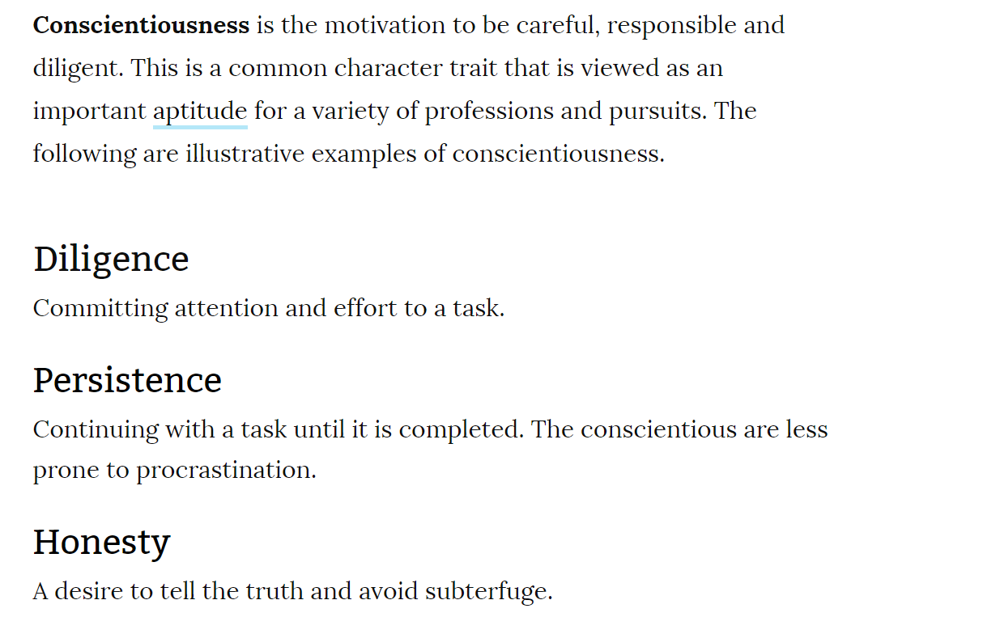 Conscientiousness is the motivation to be careful, responsible and
diligent. This is a common character trait that is viewed as an
important aptitude for a variety of professions and pursuits. The
following are illustrative examples of conscientiousness.
Diligence
Committing attention and effort to a task.
Persistence
Continuing with a task until it is completed. The conscientious are less
prone to procrastination.
Honesty
A desire to tell the truth and avoid subterfuge.